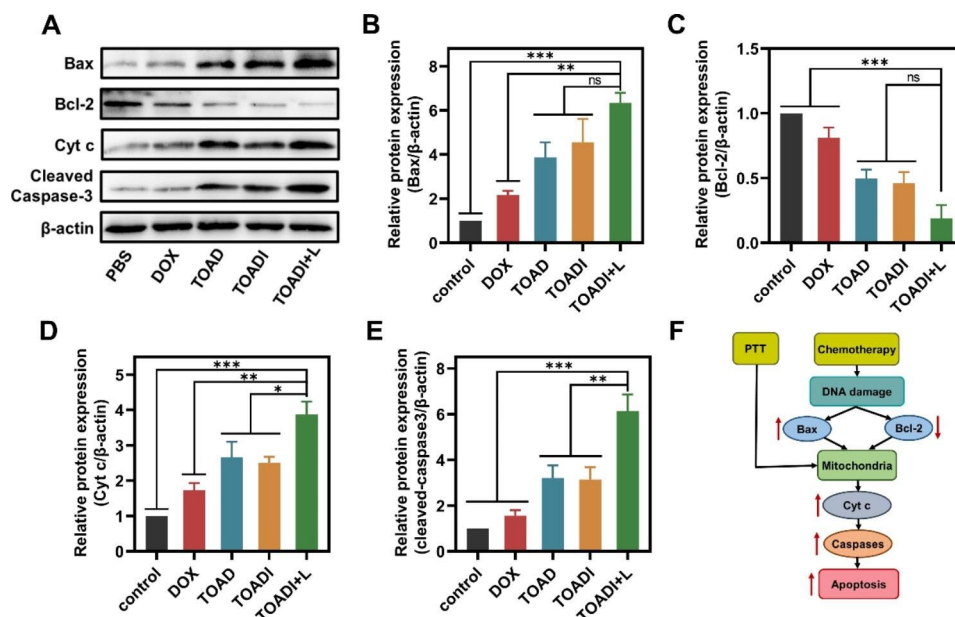 A
Bax
Bcl-2
Cyt c
Cleaved
Caspase-3
β-actin
PBS
DOX
TOAD
TOADI
TOADI+L
B
Relative protein expression
(Bax/β-actin)
8
6
4
2
0
***
**
ns
control
DOX
TOAD
TOADI
TOADI+L
C
Relative protein expression
(Bcl-2/β-actin)
1.5
1.0
0.5
0.0
***
ns
control
DOX
TOAD
TOADI
TOADI+L
D
Relative protein expression
(Cyt c/β-actin)
5
4
3
2
1
0
***
**
*
control
DOX
TOAD
TOADI
TOADI+L
E
Relative protein expression
(cleaved-caspase3/β-actin)
8
6
4
2
0
***
**
control
DOX
TOAD
TOADI
TOADI+L
F
PTT
Chemotherapy
DNA damage
Bax
Bcl-2
Mitochondria
Cyt c
Caspases
Apoptosis